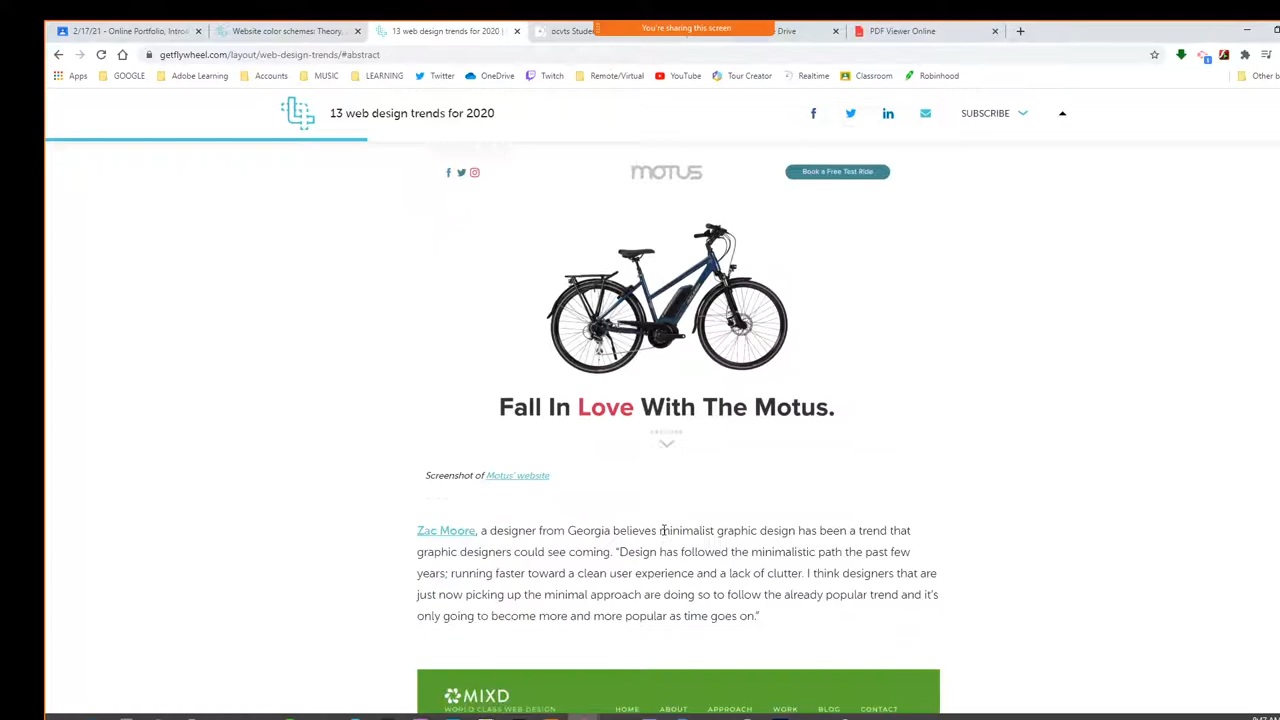 You're sharing this screen
2/17/21 - Online Portfolio, Intro
Website color schemes: Theory,
13 web design trends for 2020 |
ocvts Stude
Drive
PDF Viewer Online
getflywheel.com/layout/web-design-trends/#abstract
Apps GOOGLE Adobe Learning Accounts MUSIC LEARNING Twitter OneDrive Twitch Remote/Virtual YouTube Tour Creator Realtime Classroom Robinhood Other b
13 web design trends for 2020 SUBSCRIBE
MOTUS Book a Free Test Ride
Fall In Love With The Motus.
Screenshot of Motus' website
Zac Moore, a designer from Georgia believes minimalist graphic design has been a trend that
graphic designers could see coming. “Design has followed the minimalistic path the past few
years; running faster toward a clean user experience and a lack of clutter. I think designers that are
just now picking up the minimal approach are doing so to follow the already popular trend and it's
only going to become more and more popular as time goes on.”
MIXD
WORLD CLASS WEB DESIGN
HOME ABOUT APPROACH WORK BLOG CONTACT